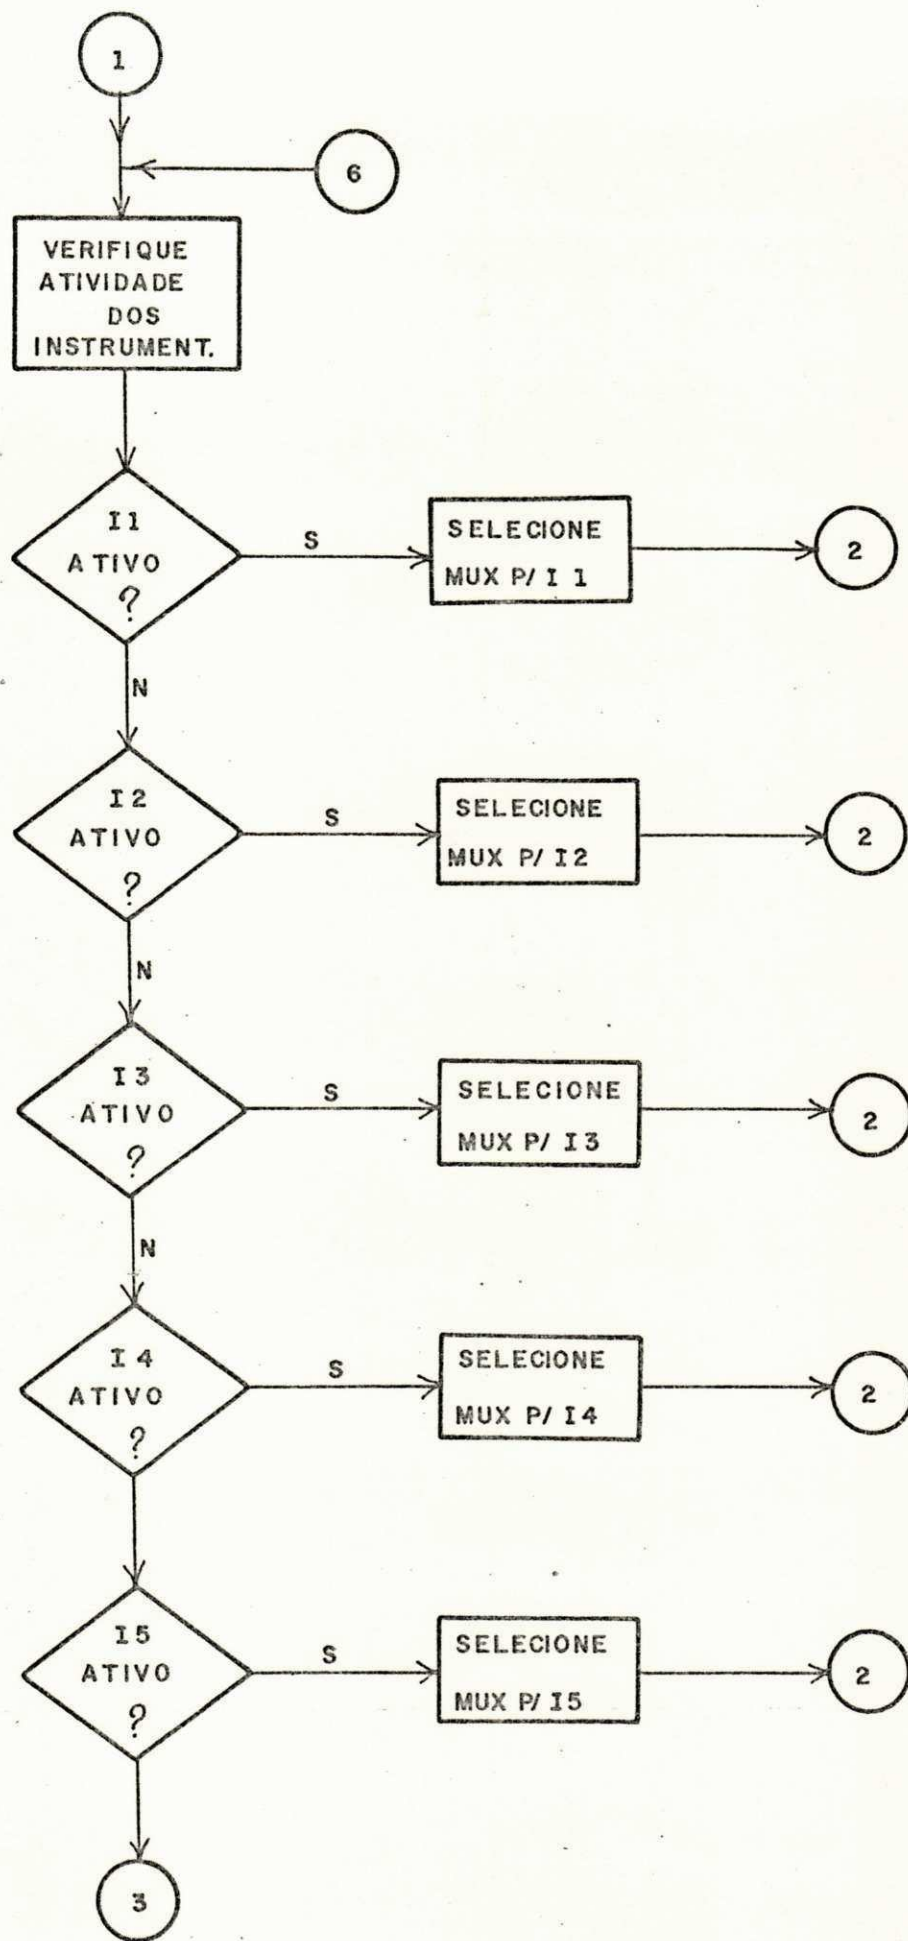 1
6
VERIFIQUE
ATIVIDADE
DOS
INSTRUMENT.
I1
ATIVO
?
S
SELECIONE
MUX P/ I 1
2
N
I2
ATIVO
?
S
SELECIONE
MUX P/ I2
2
N
I3
ATIVO
?
S
SELECIONE
MUX P/ I3
2
N
I4
ATIVO
?
S
SELECIONE
MUX P/ I4
2
I5
ATIVO
?
S
SELECIONE
MUX P/ I5
2
3